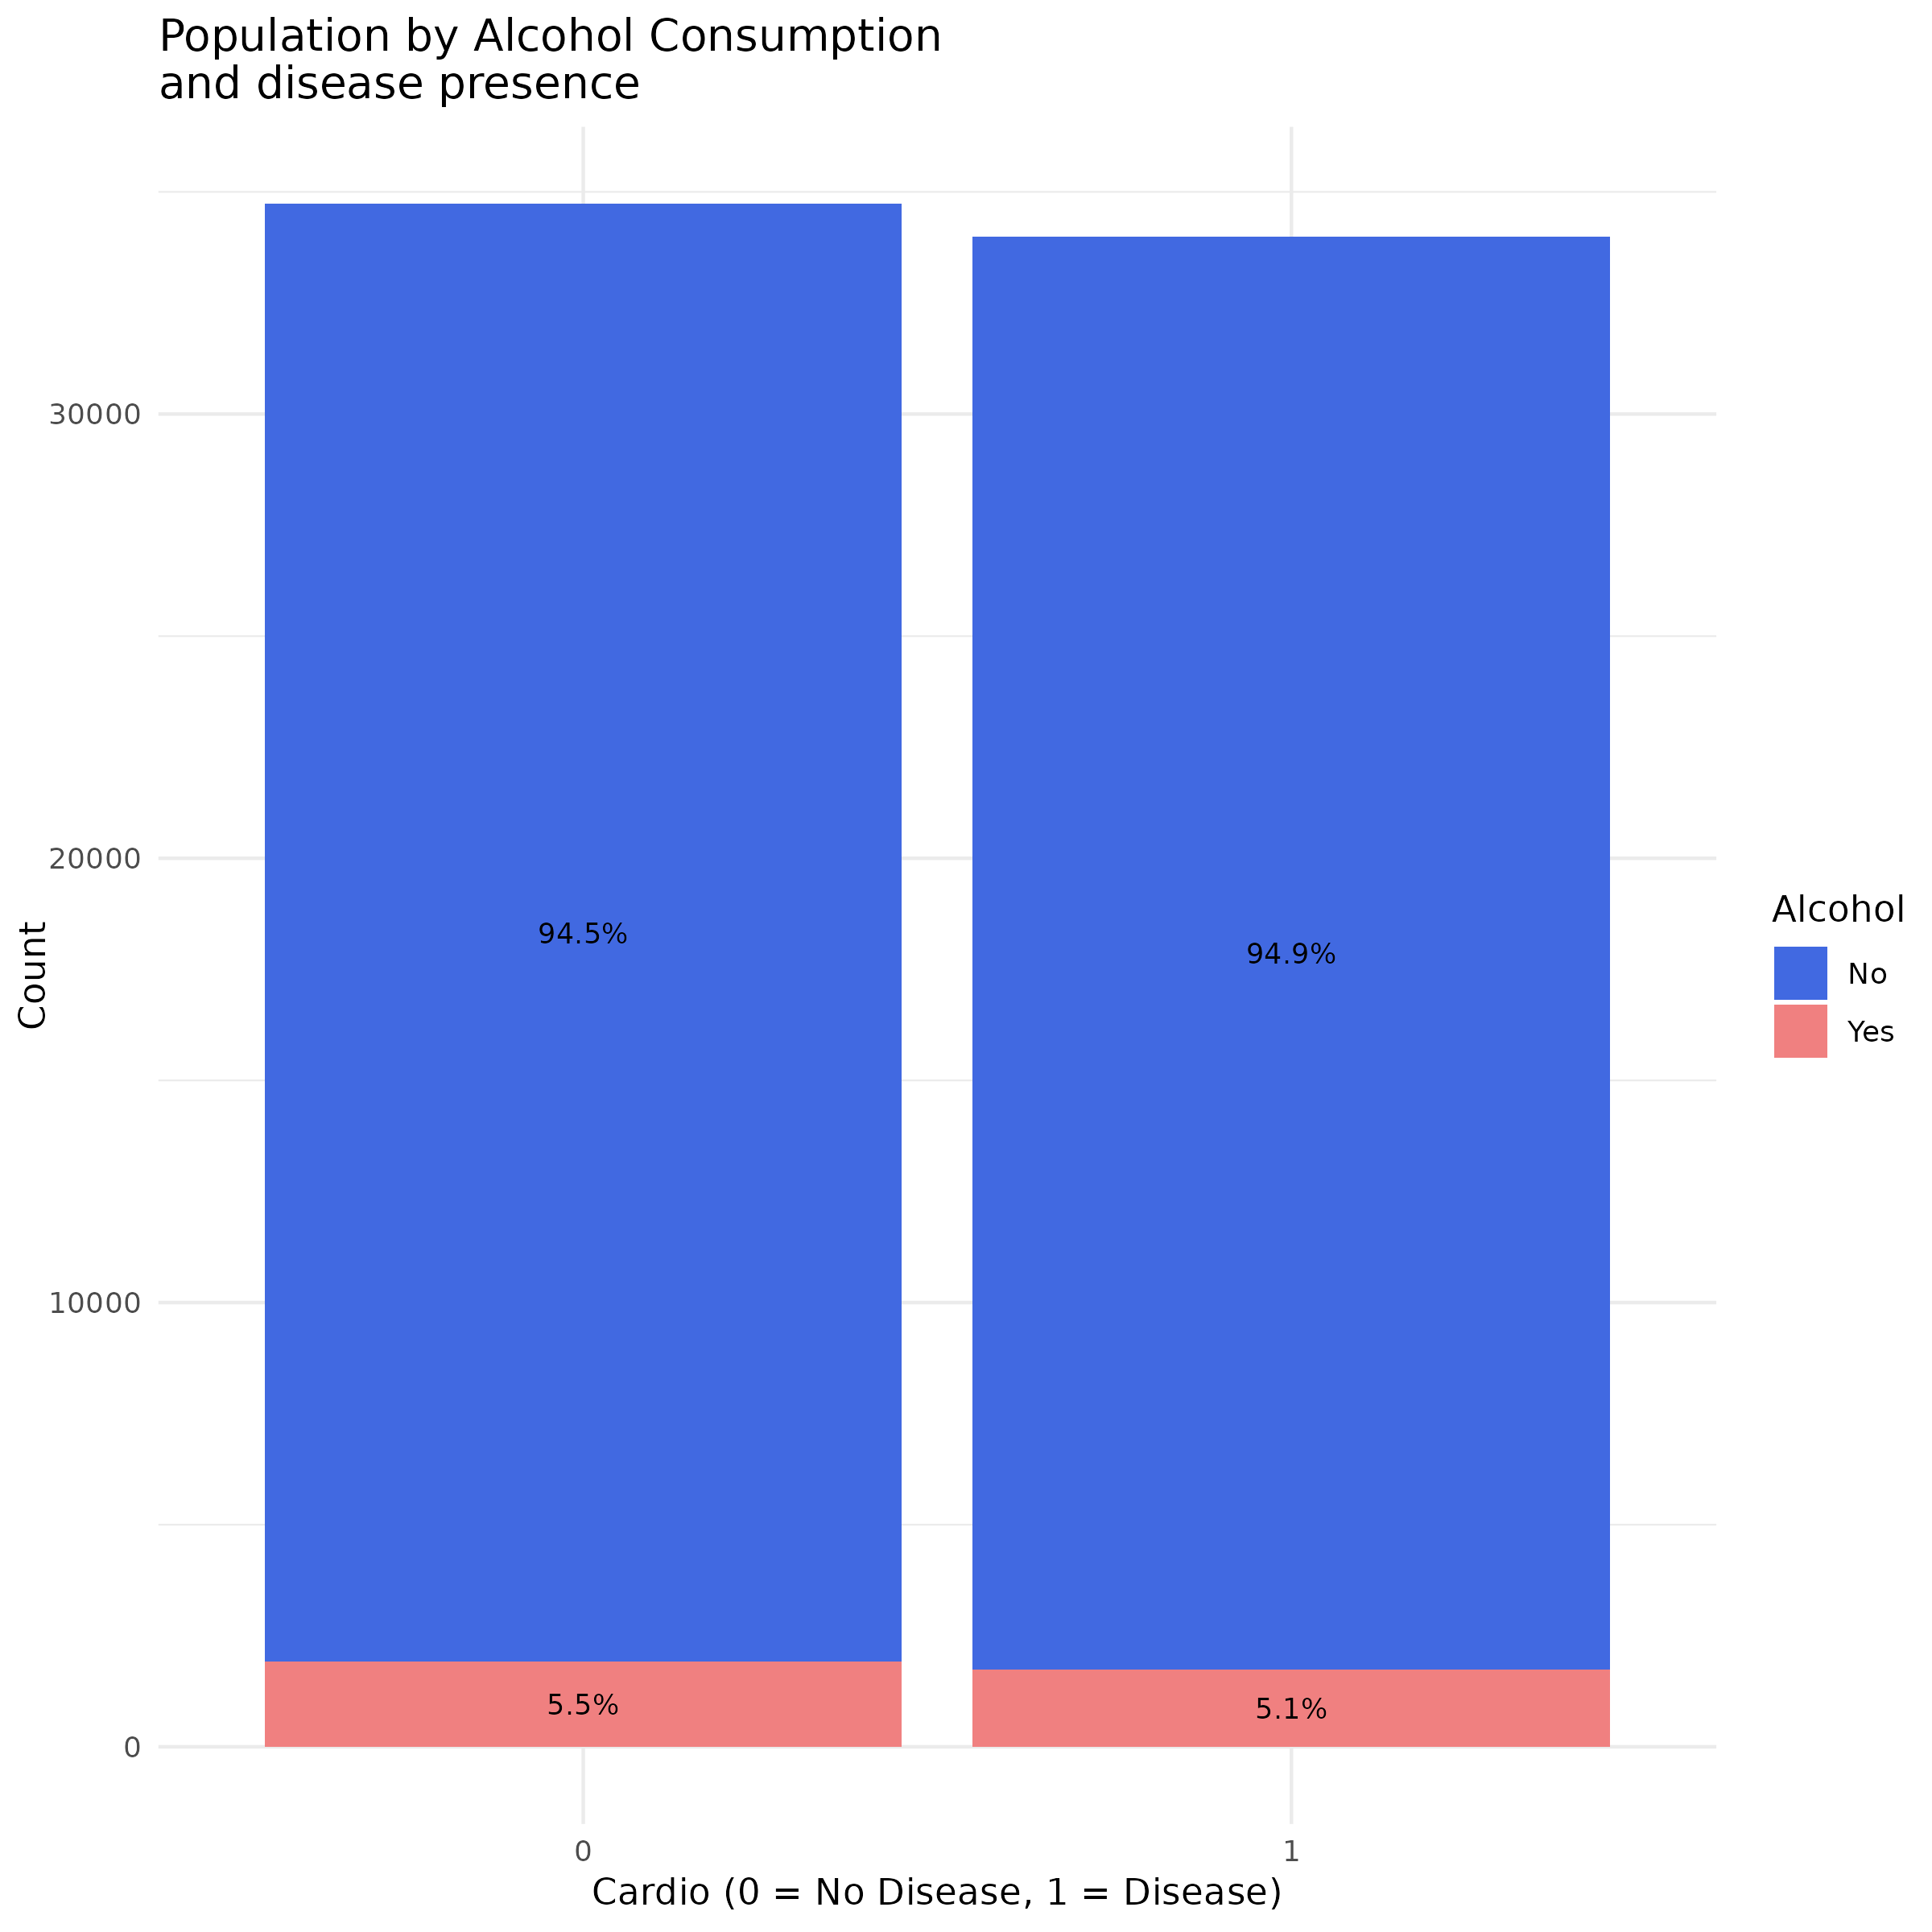 Population by Alcohol Consumption
and disease presence
Count
30000
20000
10000
0
94.5%
94.9%
5.5%
5.1%
0
1
Cardio (0 = No Disease, 1 = Disease)
Alcohol
No
Yes